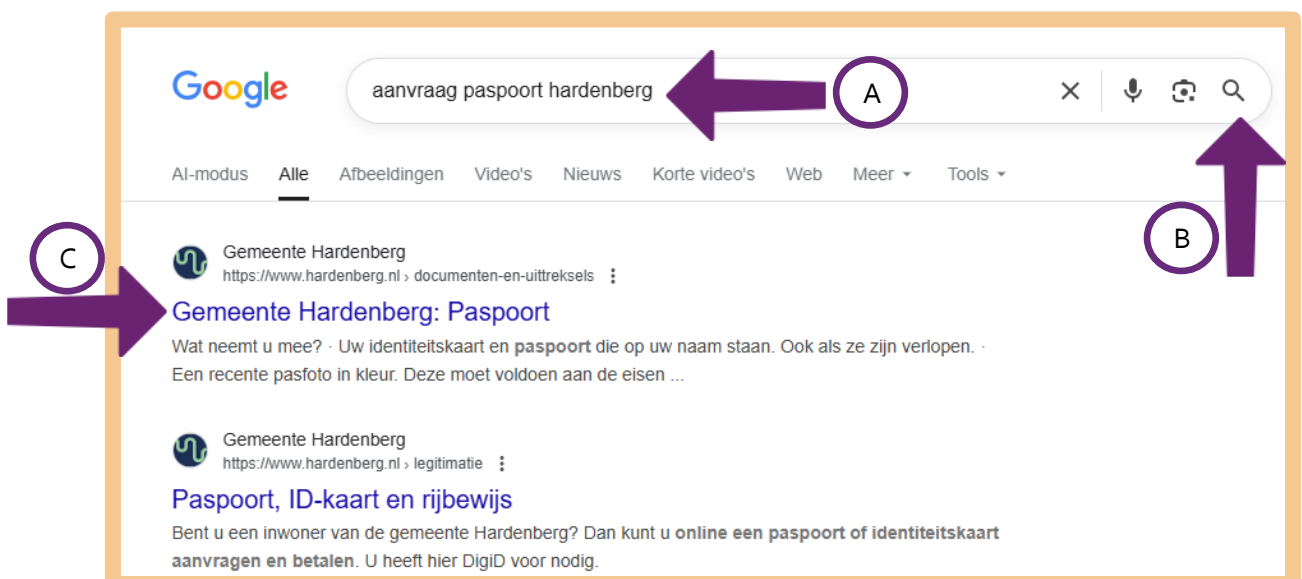 Google
aanvraag paspoort hardenberg
A
AI-modus Alle Afbeeldingen Video's Nieuws Korte video's Web Meer Tools
B
C
Gemeente Hardenberg
https://www.hardenberg.nl › documenten-en-uittreksels
Gemeente Hardenberg: Paspoort
Wat neemt u mee? · Uw identiteitskaart en paspoort die op uw naam staan. Ook als ze zijn verlopen. ·
Een recente pasfoto in kleur. Deze moet voldoen aan de eisen ...
Gemeente Hardenberg
https://www.hardenberg.nl › legitimatie
Paspoort, ID-kaart en rijbewijs
Bent u een inwoner van de gemeente Hardenberg? Dan kunt u online een paspoort of identiteitskaart
aanvragen en betalen. U heeft hier DigiD voor nodig.